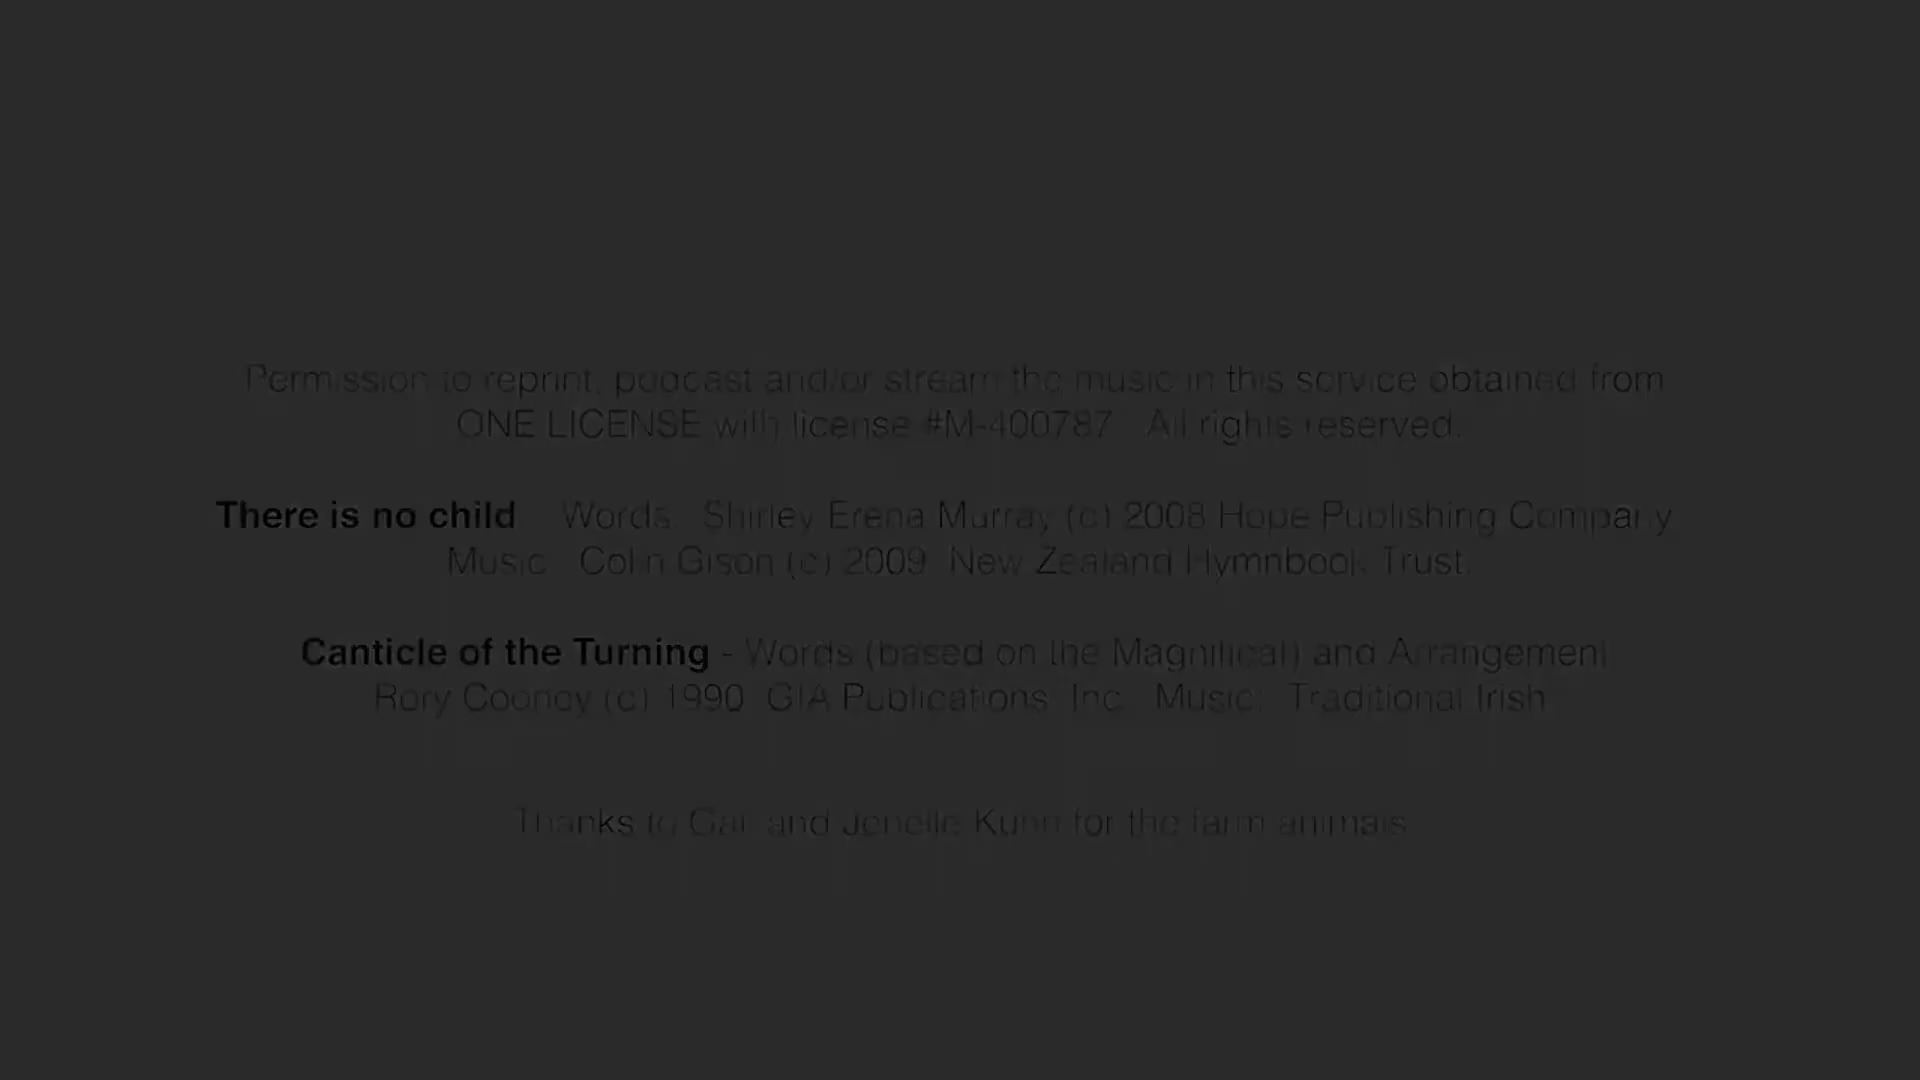 Permission to reprint, podcast and/or stream the music in this service obtained from
ONE LICENSE with license #M-400787. All rights reserved.
There is no child Words: Shirley Erena Murray (c) 2008 Hope Publishing Company
Music: Colin Gibson (c) 2009 New Zealand Hymnbook Trust.
Canticle of the Turning - Words (based on the Magnificat) and Arrangement
Rory Cooney (c) 1990 GIA Publications Inc. Music: Traditional Irish
Thanks to and Jenelle for the farm animals